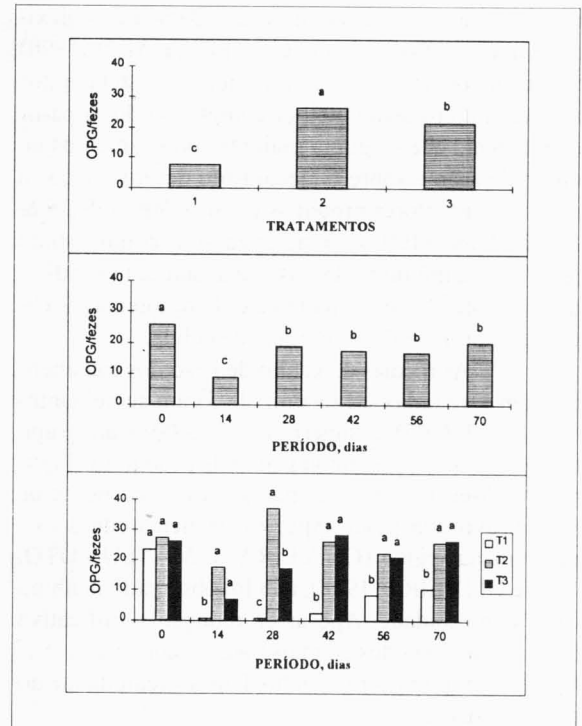 OPG/fezes
40
30
20
10
0
c
a
b
1
2
3
TRATAMENTOS
OPG/fezes
40
30
20
10
0
a
c
b
b
b
b
0
14
28
42
56
70
PERÍODO, dias
OPG/fezes
40
30
20
10
0
a a a
b a a
c a b
b a a
b a a
b a a
0
14
28
42
56
70
PERÍODO, dias
T1
T2
T3